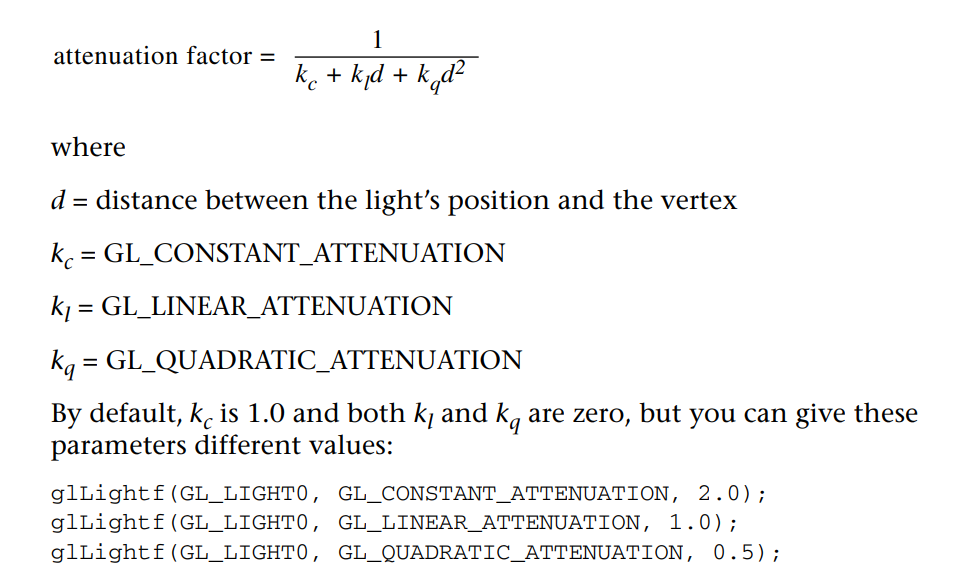 attenuation factor = 1 / (k_c + k_l d + k_q d²)
where
d = distance between the light’s position and the vertex
k_c = GL_CONSTANT_ATTENUATION
k_l = GL_LINEAR_ATTENUATION
k_q = GL_QUADRATIC_ATTENUATION
By default, k_c is 1.0 and both k_l and k_q are zero, but you can give these
parameters different values:
glLightf(GL_LIGHT0, GL_CONSTANT_ATTENUATION, 2.0);
glLightf(GL_LIGHT0, GL_LINEAR_ATTENUATION, 1.0);
glLightf(GL_LIGHT0, GL_QUADRATIC_ATTENUATION, 0.5);